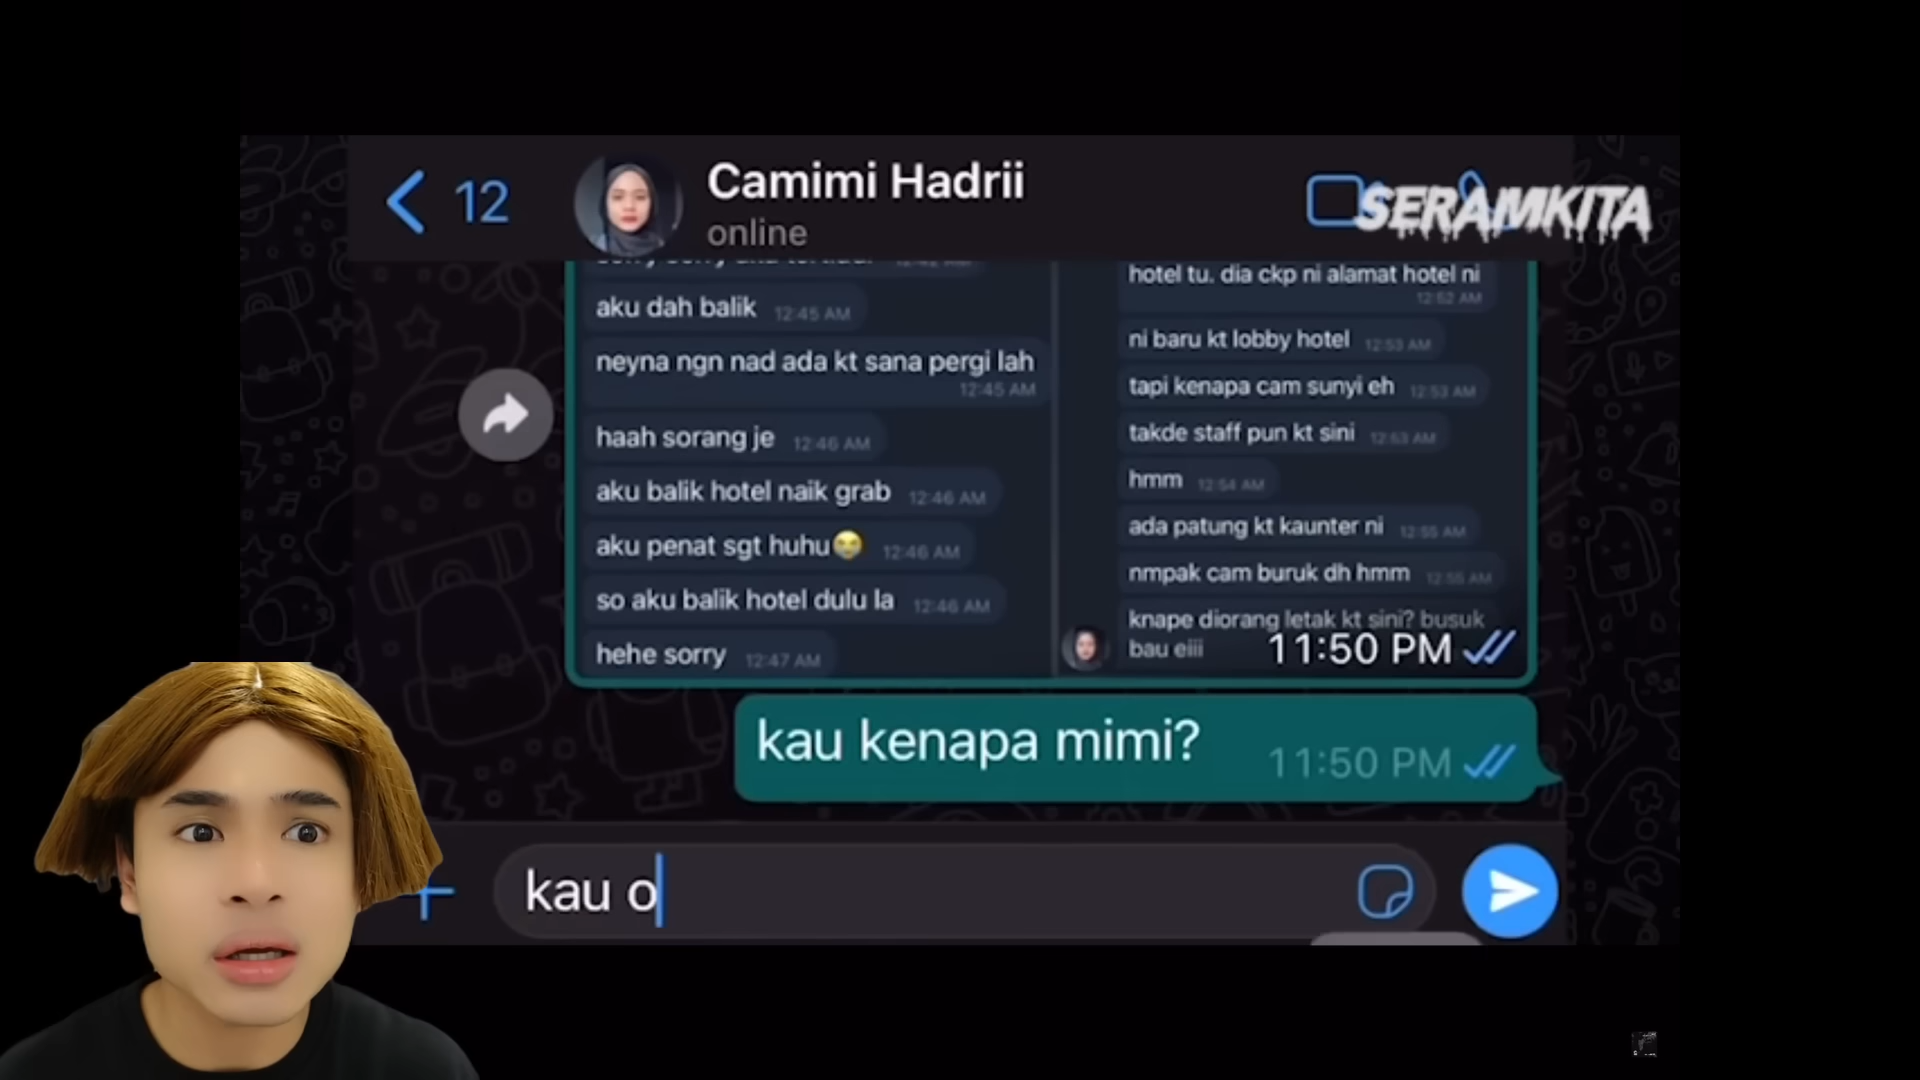 12
Camimi Hadrii
online
SERAMKITA
aku dah balik 12:45 AM
neyna ngn nad ada kt sana pergi lah
12:45 AM
haah sorang je 12:46 AM
aku balik hotel naik grab 12:46 AM
aku penat sgt huhu😭 12:46 AM
so aku balik hotel dulu la 12:46 AM
hehe sorry 12:47 AM
hotel tu. dia ckp ni alamat hotel ni
12:52 AM
ni baru kt lobby hotel 12:53 AM
tapi kenapa cam sunyi eh 12:53 AM
takde staff pun kt sini 12:53 AM
hmm 12:54 AM
ada patung kt kaunter ni 12:55 AM
nmpak cam buruk dh hmm 12:55 AM
knape diorang letak kt sini? busuk
bau eiii
11:50 PM
kau kenapa mimi?
11:50 PM
kau o